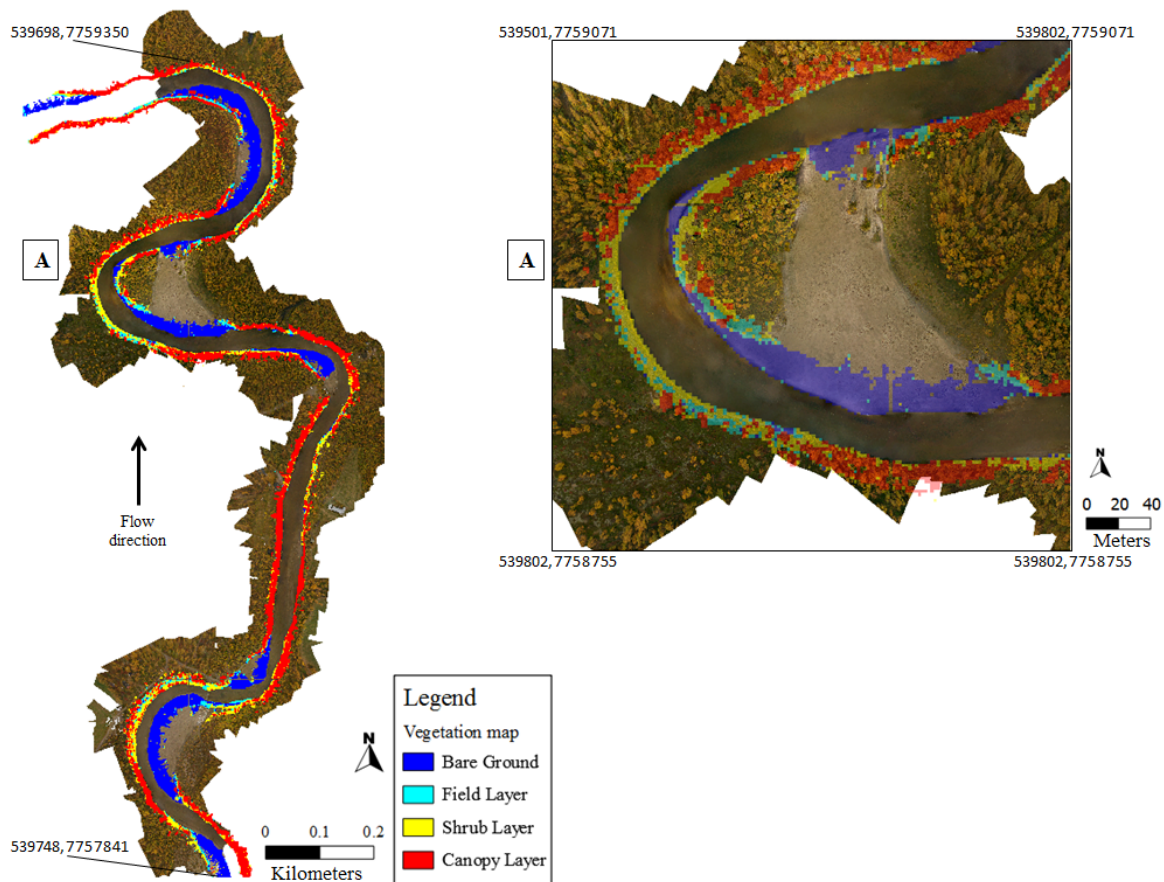 539698,7759350
A
Flow
direction
539748,7757841
N
0 0.1 0.2
Kilometers
Legend
Vegetation map
Bare Ground
Field Layer
Shrub Layer
Canopy Layer
539501,7759071
539802,7759071
A
N
0 20 40
Meters
539802,7758755
539802,7758755